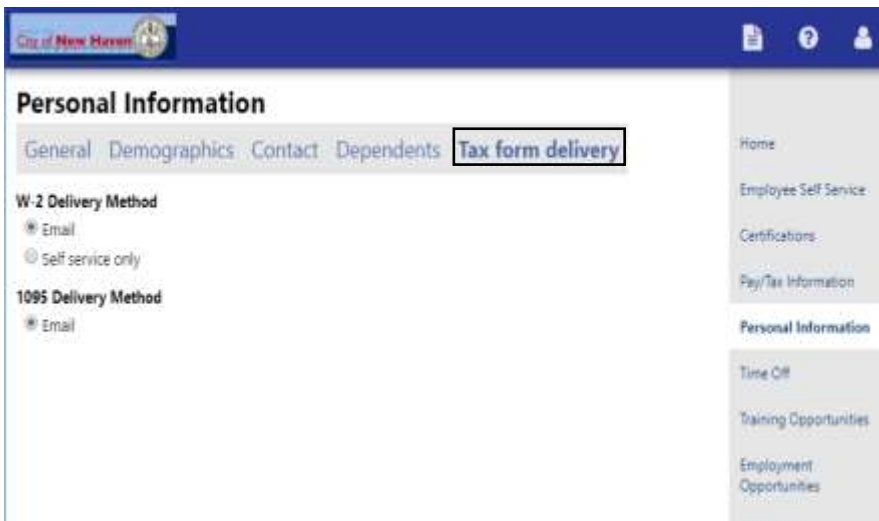 City of New Haven
Personal Information
General Demographics Contact Dependents Tax form delivery
W-2 Delivery Method
Email
Self service only
1095 Delivery Method
Email
Home
Employee Self Service
Certifications
Pay/Tax Information
Personal Information
Time Off
Training Opportunities
Employment
Opportunities